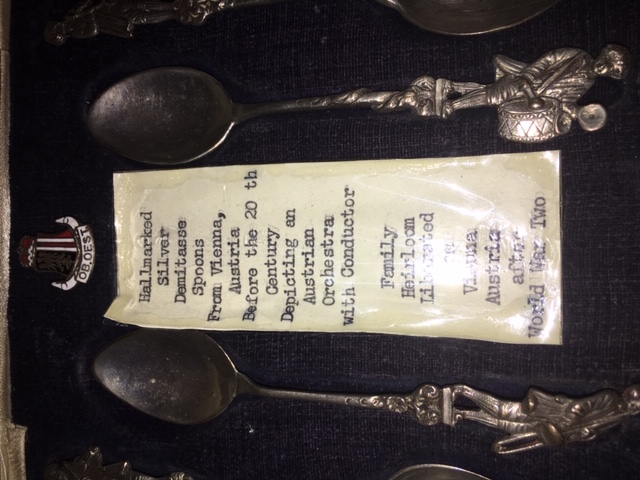 OB.OEST.
Hallmarked
Silver
Demitasse
Spoons
From Vienna,
Austria
Before the 20 th
Century
Depicting an
Austrian
Orchestra
with Conductor
Family
Heirloom
Liberated
in
Vienna
Austria
after
World War Two